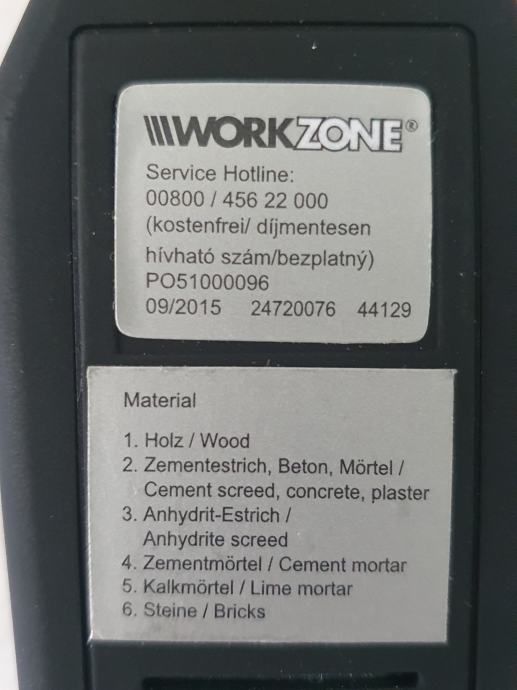 WORKZONE®
Service Hotline:
00800 / 456 22 000
(kostenfrei/ díjmentesen
hívható szám/bezplatný)
PO51000096
09/2015 24720076 44129
Material
1. Holz / Wood
2. Zementestrich, Beton, Mörtel /
Cement screed, concrete, plaster
3. Anhydrit-Estrich /
Anhydrite screed
4. Zementmörtel / Cement mortar
5. Kalkmörtel / Lime mortar
6. Steine / Bricks